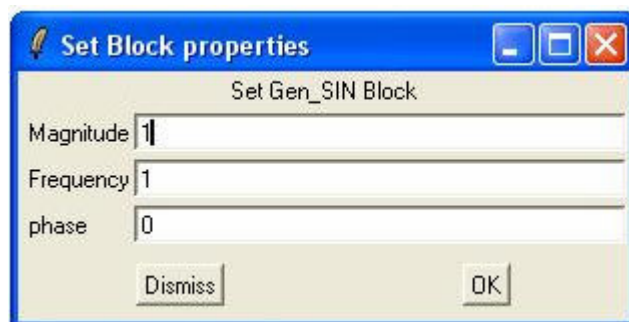 Set Block properties
Set Gen_SIN Block
Magnitude 1
Frequency 1
phase 0
Dismiss OK